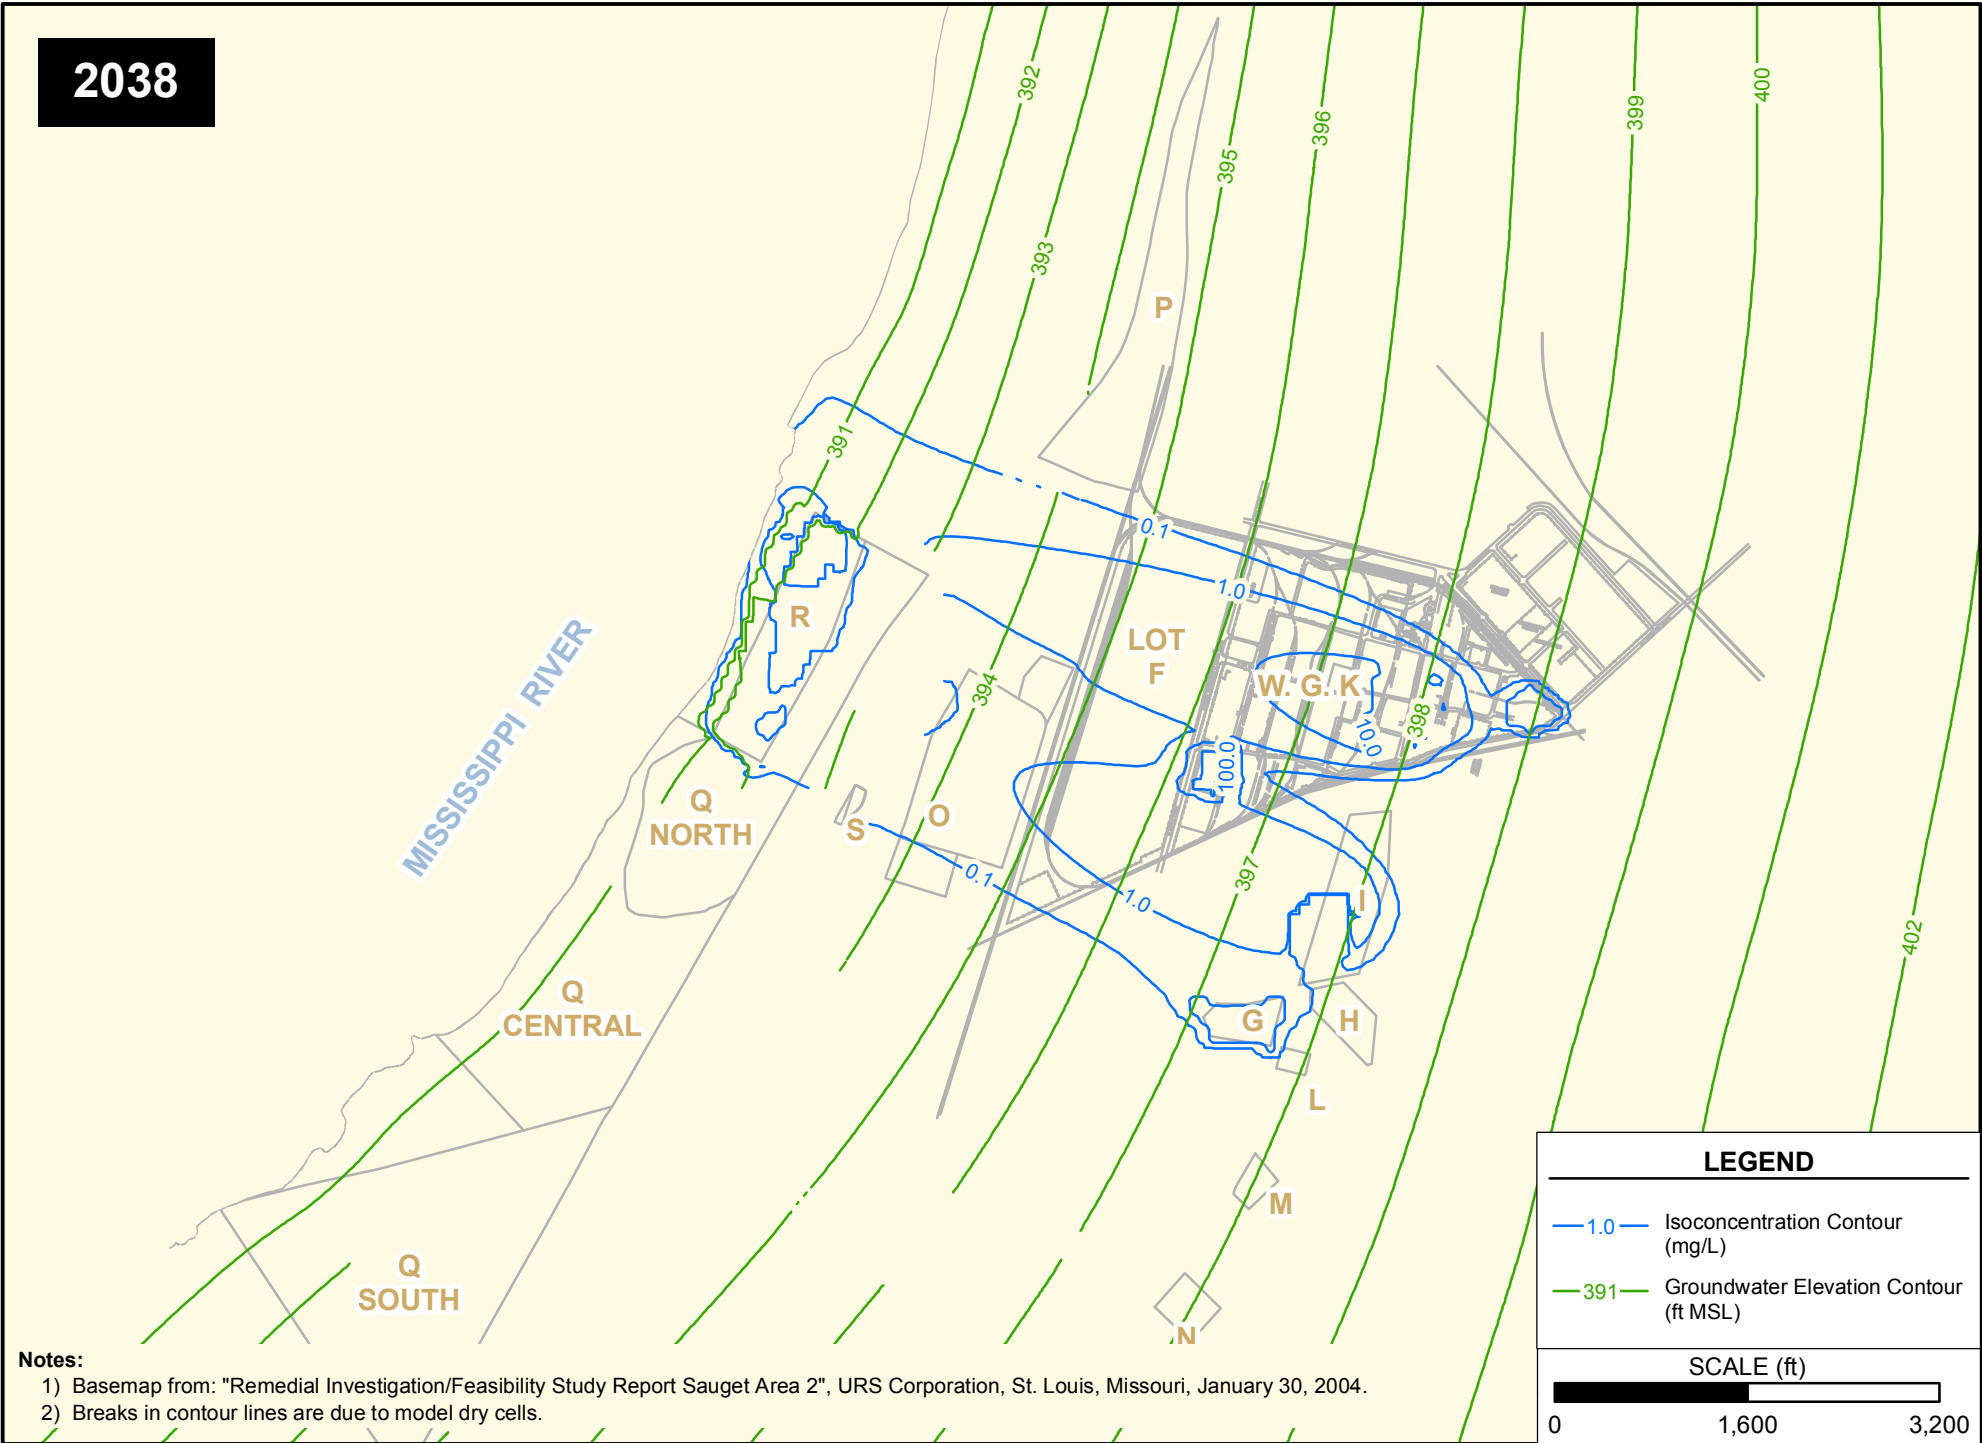 2038
392
400
399
396
395
393
P
391
0.1
1.0
R
LOT
F
W. G. K
394
398
10.0
MISSISSIPPI RIVER
100.0
Q
NORTH
S
O
0.1
1.0
397
I
402
Q
CENTRAL
G
H
L
M
Q
SOUTH
N
LEGEND
1.0 Isoconcentration Contour
(mg/L)
391 Groundwater Elevation Contour
(ft MSL)
SCALE (ft)
0 1,600 3,200
Notes:
1) Basemap from: "Remedial Investigation/Feasibility Study Report Sauget Area 2", URS Corporation, St. Louis, Missouri, January 30, 2004.
2) Breaks in contour lines are due to model dry cells.